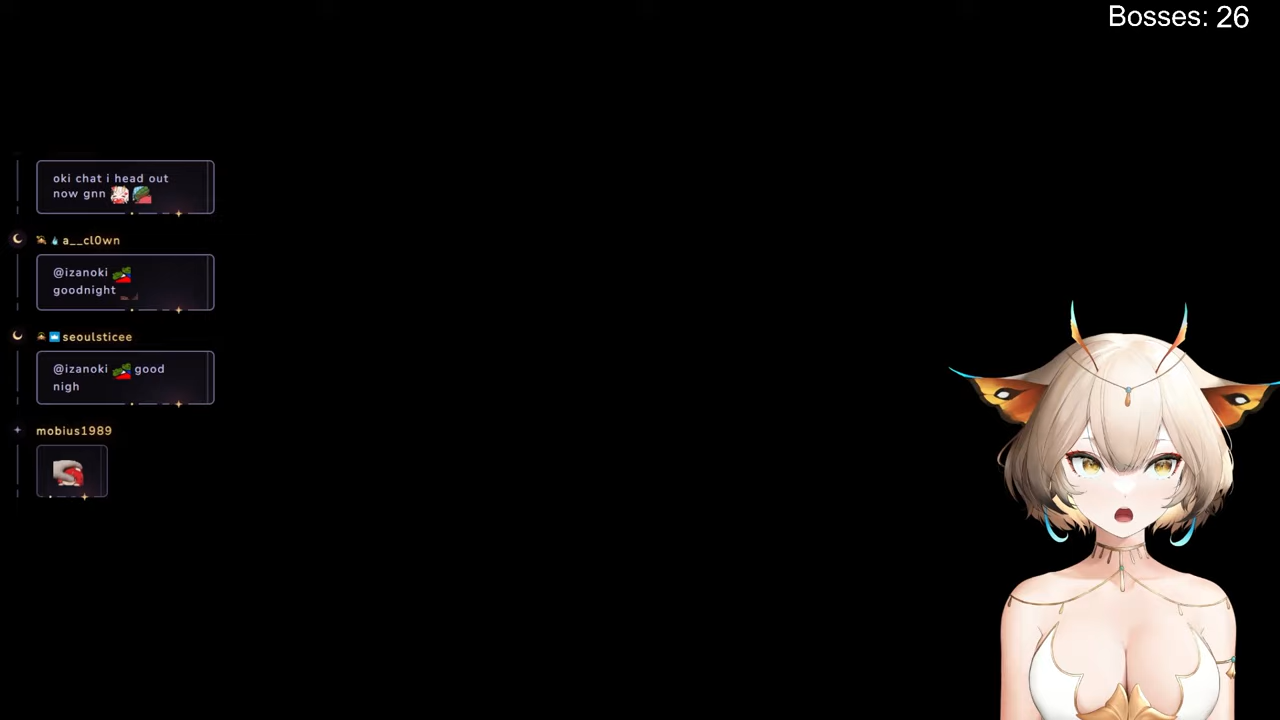 Bosses: 26
oki chat i head out
now gnn
a__cl0wn
@izanoki
goodnight
seoulsticee
@izanoki good
nigh
mobius1989